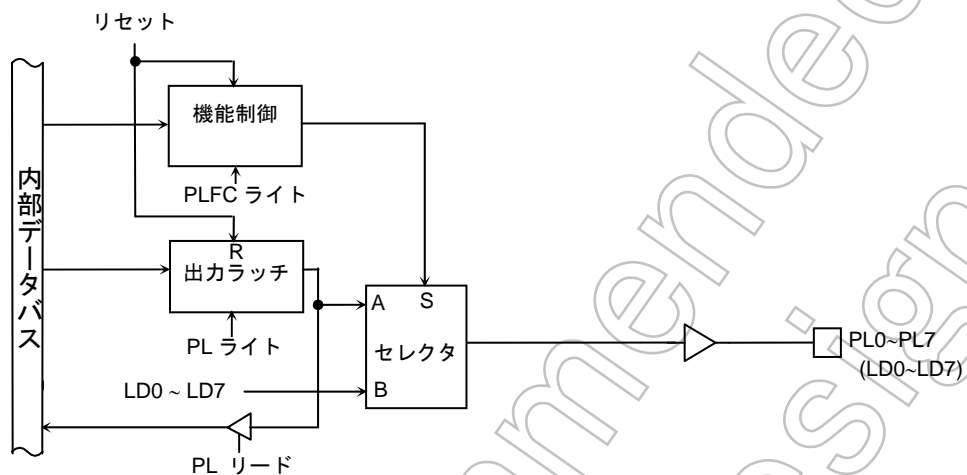 リセット
機能制御
PLFC ライト
内部データバス
R
出力ラッチ
PL ライト
A
S
セレクタ
B
LD0 ~ LD7
PL リード
PL0~PL7
(LD0~LD7)
mended
esign